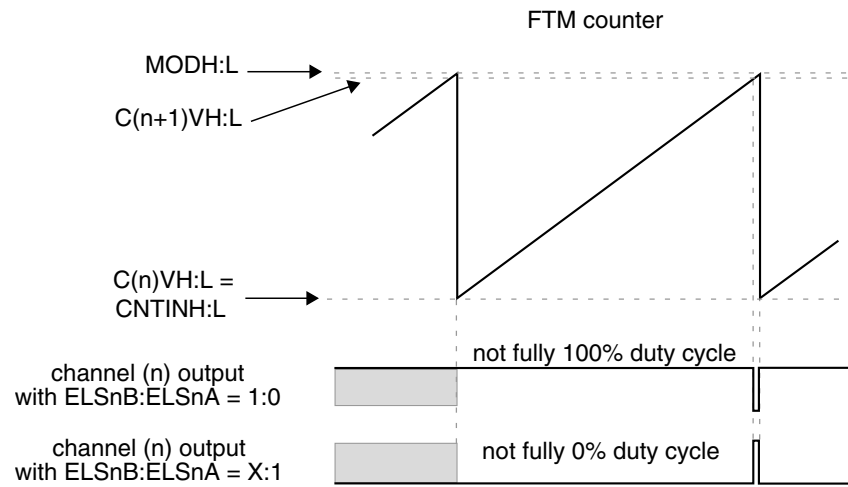 FTM counter
MODH:L
C(n+1)VH:L
C(n)VH:L =
CNTINH:L
not fully 100% duty cycle
channel (n) output
with ELSnB:ELSnA = 1:0
channel (n) output
with ELSnB:ELSnA = X:1
not fully 0% duty cycle